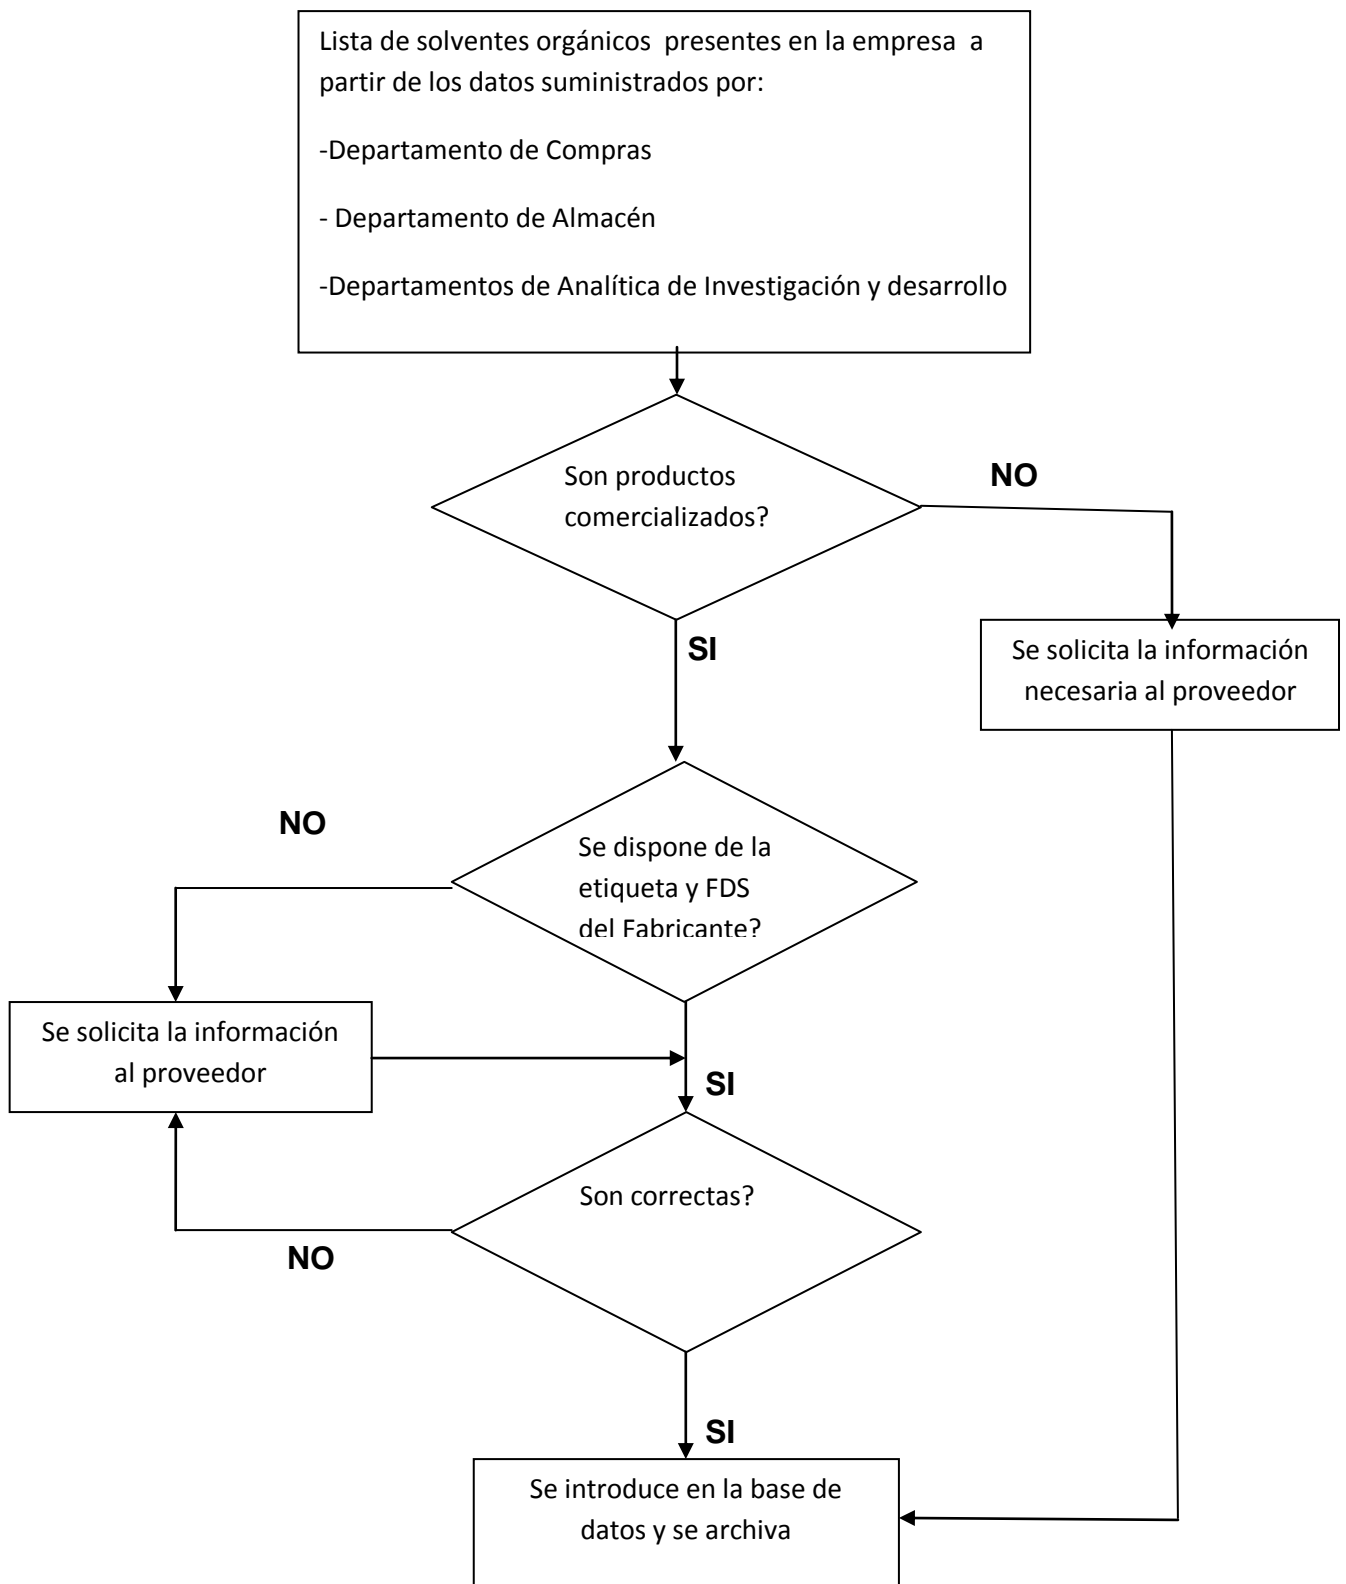 Lista de solventes orgánicos presentes en la empresa a
partir de los datos suministrados por:
-Departamento de Compras
- Departamento de Almacén
-Departamentos de Analítica de Investigación y desarrollo
Son productos
comercializados?
NO
SI
Se solicita la información
necesaria al proveedor
NO
Se dispone de la
etiqueta y FDS
del Fabricante?
Se solicita la información
al proveedor
SI
Son correctas?
NO
SI
Se introduce en la base de
datos y se archiva